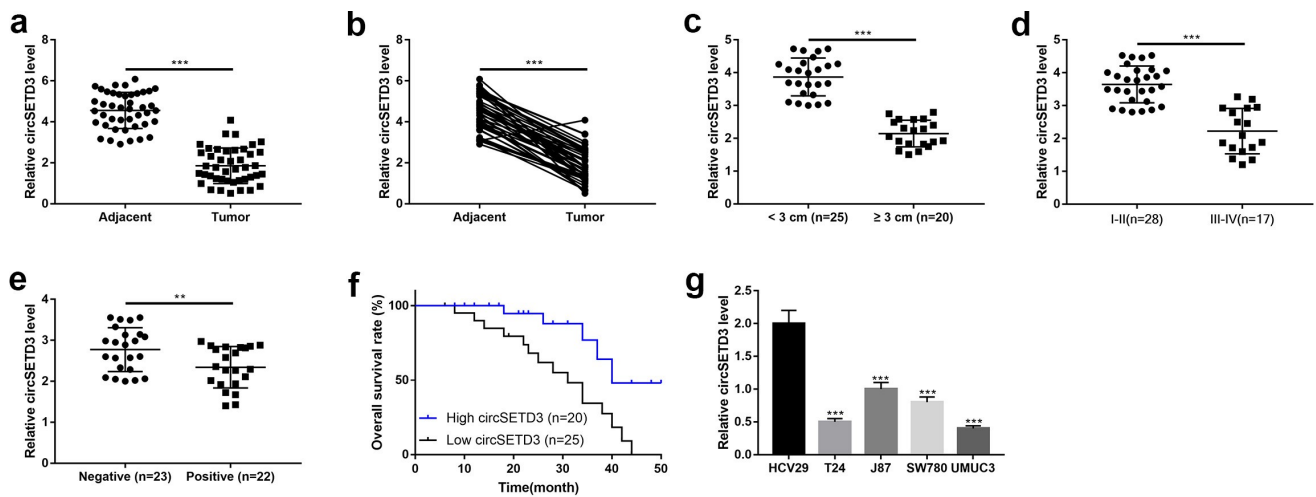 a
Relative circSETD3 level
8
6
4
2
0
***
Adjacent
Tumor
b
Relative circSETD3 level
8
6
4
2
0
***
Adjacent
Tumor
c
Relative circSETD3 level
5
4
3
2
1
0
***
< 3 cm (n=25)
≥ 3 cm (n=20)
d
Relative circSETD3 level
5
4
3
2
1
0
***
I-II(n=28)
III-IV(n=17)
e
Relative circSETD3 level
4
3
2
1
0
**
Negative (n=23)
Positive (n=22)
f
Overall survival rate (%)
100
50
0
High circSETD3 (n=20)
Low circSETD3 (n=25)
0 10 20 30 40 50
Time(month)
g
Relative circSETD3 level
2.5
2.0
1.5
1.0
0.5
0.0
***
***
***
***
HCV29 T24 J87 SW780 UMUC3